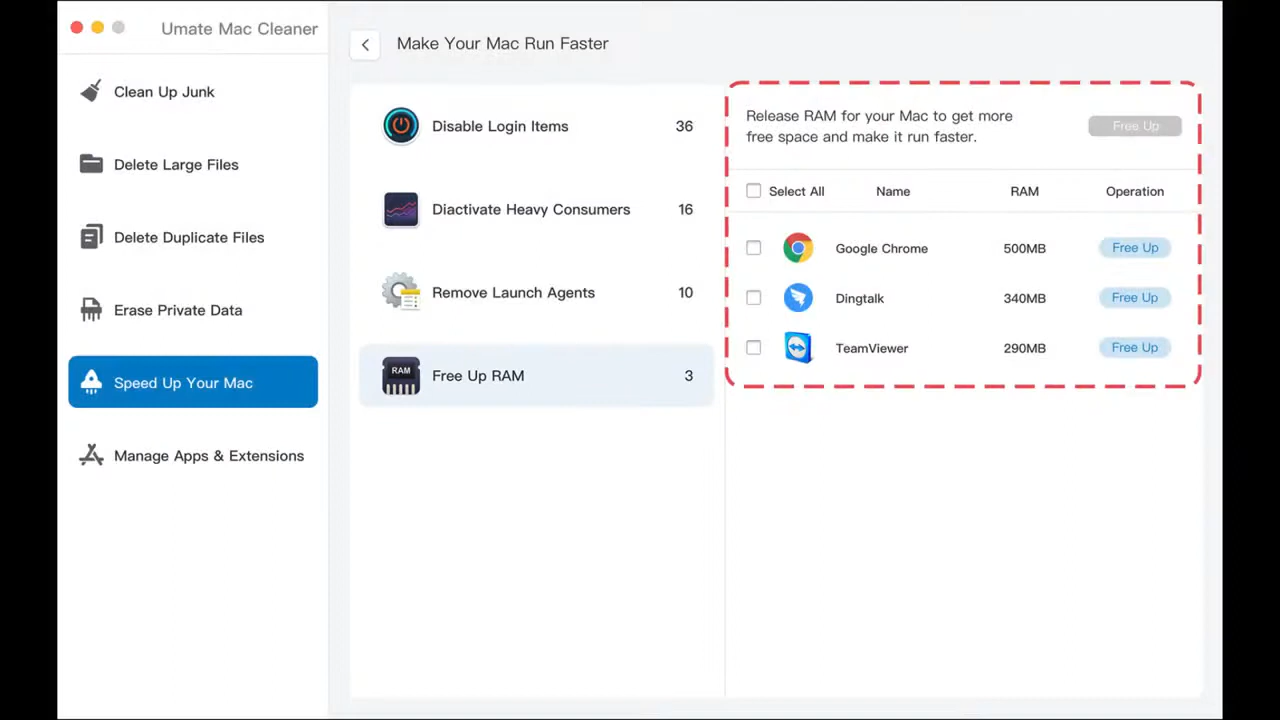 Umate Mac Cleaner
Clean Up Junk
Delete Large Files
Delete Duplicate Files
Erase Private Data
Speed Up Your Mac
Manage Apps & Extensions
Make Your Mac Run Faster
Disable Login Items 36
Diactivate Heavy Consumers 16
Remove Launch Agents 10
RAM
Free Up RAM 3
Release RAM for your Mac to get more
free space and make it run faster.
Free Up
Select All Name RAM Operation
Google Chrome 500MB Free Up
Dingtalk 340MB Free Up
TeamViewer 290MB Free Up